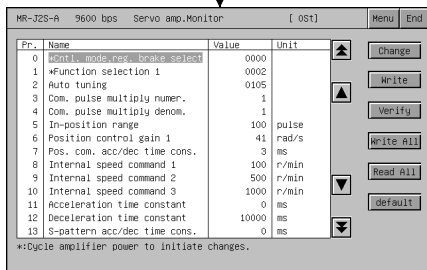 MR-J2S-A 9600 bps Servo amp.Monitor [ 0St] Menu End
Pr. Name Value Unit
0 *Cntl. mode,reg. brake select 0000
1 *Function selection 1 0002
2 Auto tuning 0105
3 Com. pulse multiply numer. 1
4 Com. pulse multiply denom. 1
5 In-position range 100 pulse
6 Position control gain 1 41 rad/s
7 Pos. com. acc/dec time cons. 3 ms
8 Internal speed command 1 100 r/min
9 Internal speed command 2 500 r/min
10 Internal speed command 3 1000 r/min
11 Acceleration time constant 0 ms
12 Deceleration time constant 10000 ms
13 S-pattern acc/dec time cons. 0 ms
Change
Write
Verify
Write All
Read All
default
*:Cycle amplifier power to initiate changes.